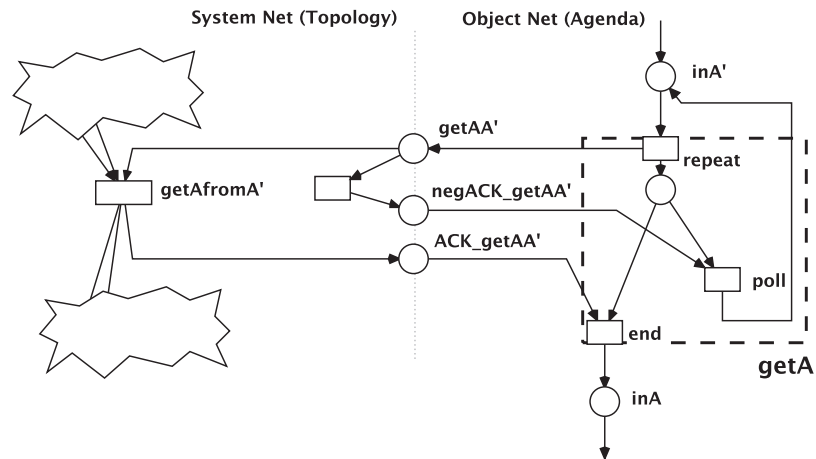 System Net (Topology)
Object Net (Agenda)
inA'
getAA'
repeat
getAfromA'
negACK_getAA'
ACK_getAA'
poll
end
getA
inA